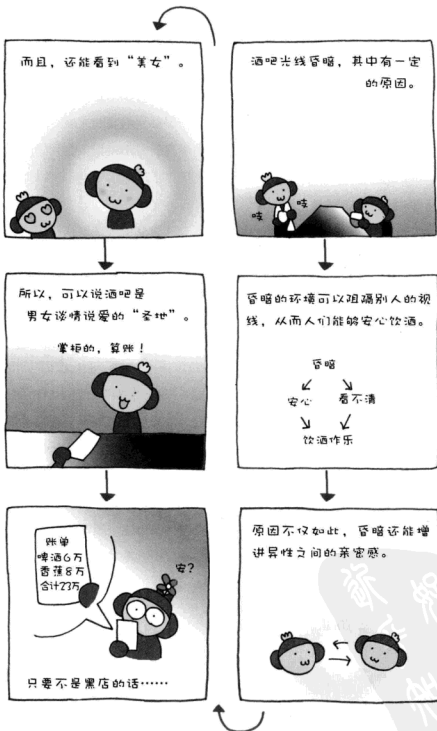 酒吧光线昏暗，其中有一定
的原因。
吱
吱
昏暗的环境可以阻隔别人的视
线，从而人们能够安心饮酒。
昏暗
安心 看不清
饮酒作乐
原因不仅如此，昏暗还能增
进异性之间的亲密感。
而且，还能看到“美女”。
所以，可以说酒吧是
男女谈情说爱的“圣地”。
掌柜的，算账！
账单
啤酒6万
香蕉8万
合计23万
安？
只要不是黑店的话……